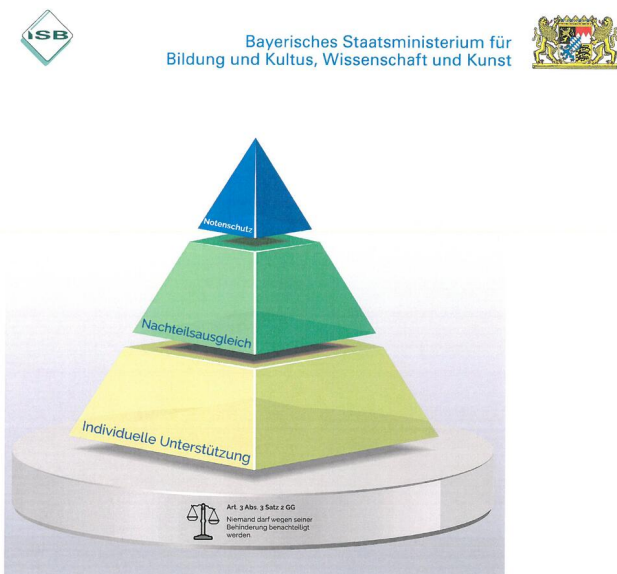 ISB
Bayerisches Staatsministerium für
Bildung und Kultus, Wissenschaft und Kunst
Notenschutz
Nachteilsausgleich
Individuelle Unterstützung
Art. 3 Abs. 3 Satz 2 GG
Niemand darf wegen seiner
Behinderung benachteiligt
werden.